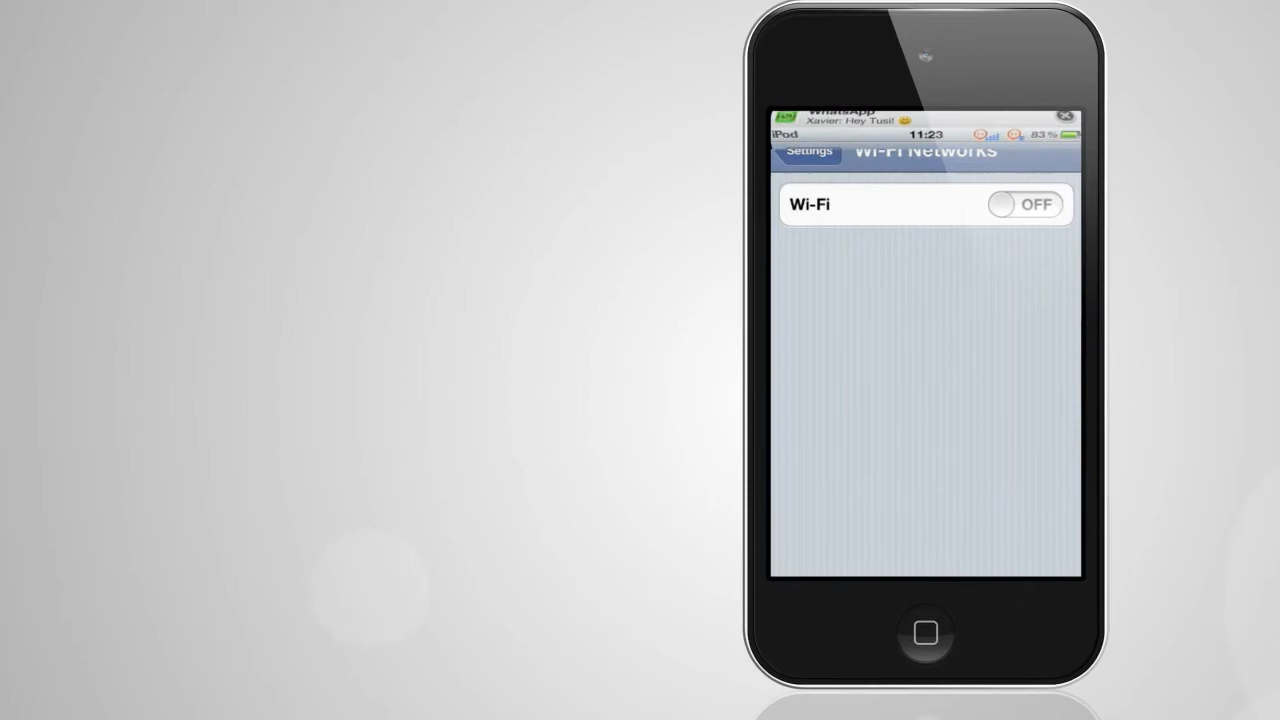 WhatsApp
Xavier: Hey Tusi!
iPod 11:23 83%
Settings Wi-Fi Networks
Wi-Fi OFF